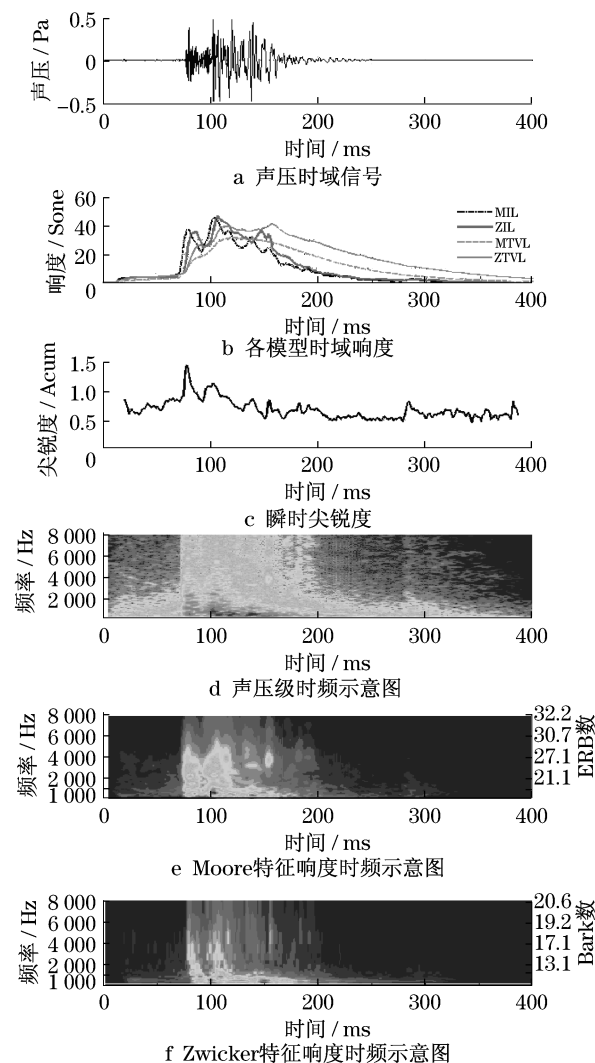 声压 / Pa
0.5
0
−0.5
0 100 200 300 400
时间 / ms
a 声压时域信号
响度 / Sone
60
40
20
0
MIL
ZIL
MTVL
ZTVL
100 200 300 400
时间 / ms
b 各模型时域响度
尖锐度 / Acum
1.5
1.0
0.5
0
100 200 300 400
时间 / ms
c 瞬时尖锐度
频率 / Hz
8 000
6 000
4 000
2 000
0 100 200 300 400
时间 / ms
d 声压级时频示意图
频率 / Hz
8 000
6 000
4 000
2 000
1 000
32.2
30.7
27.1
21.1
ERB数
0 100 200 300 400
时间 / ms
e Moore特征响度时频示意图
频率 / Hz
8 000
6 000
4 000
2 000
1 000
20.6
19.2
17.1
13.1
Bark数
0 100 200 300 400
时间 / ms
f Zwicker特征响度时频示意图